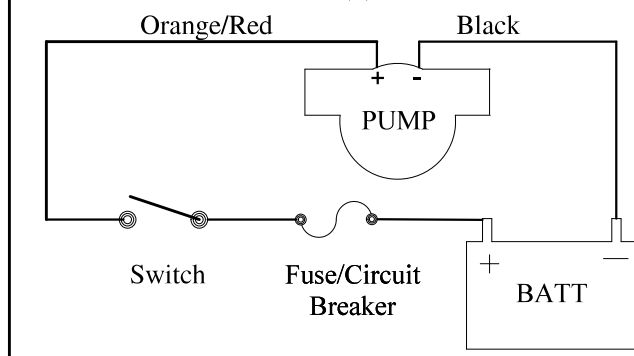 Orange/Red
Black
+ -
PUMP
Switch
Fuse/Circuit
Breaker
+ —
BATT